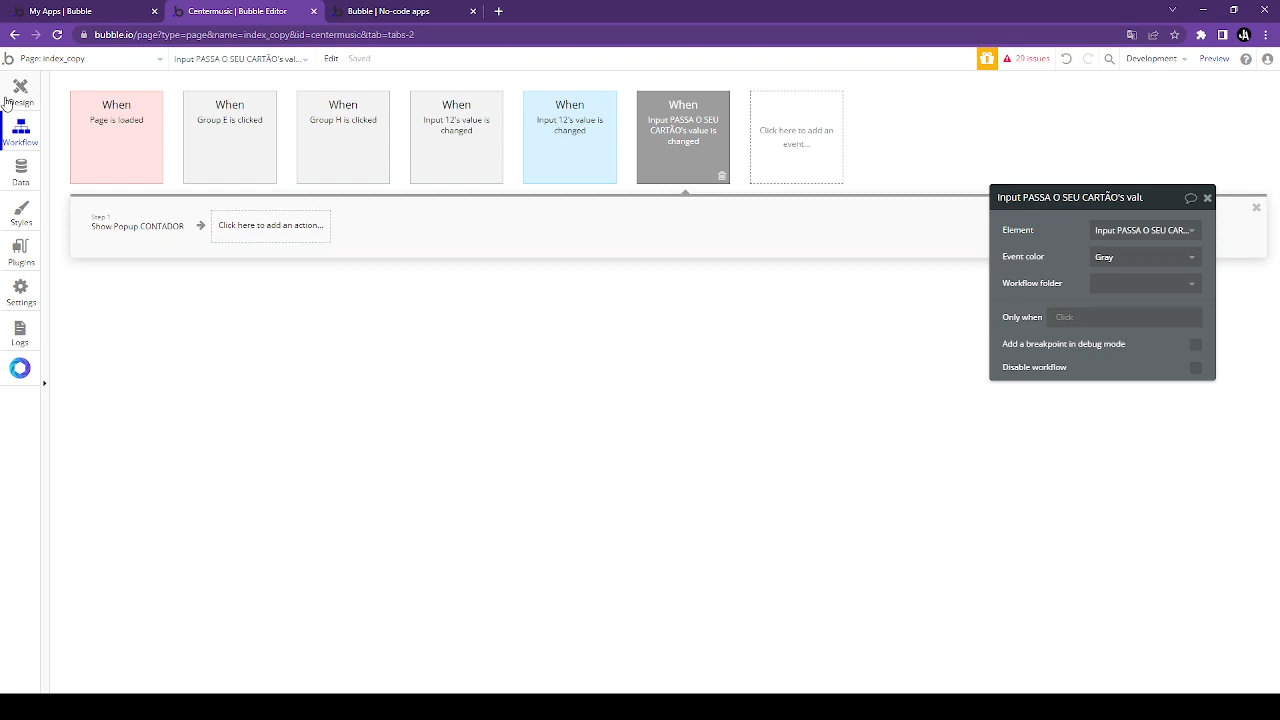 My Apps | Bubble
Centermusic | Bubble Editor
Bubble | No-code apps
bubble.io/page?type=page&name=index_copy&id=centermusic&tab=tabs-2
Page: index_copy
Input PASSA O SEU CARTÃO's val...
Edit
Saved
29 issues
Development
Preview
Design
Workflow
Data
Styles
Plugins
Settings
Logs
When
Page is loaded
When
Group E is clicked
When
Group H is clicked
When
Input 12's value is
changed
When
Input 12's value is
changed
When
Input PASSA O SEU
CARTÃO's value is
changed
Click here to add an
event...
Step 1
Show Popup CONTADOR
Click here to add an action...
Input PASSA O SEU CARTÃO's valu
Element
Input PASSA O SEU CAR...
Event color
Gray
Workflow folder
Only when
Click
Add a breakpoint in debug mode
Disable workflow